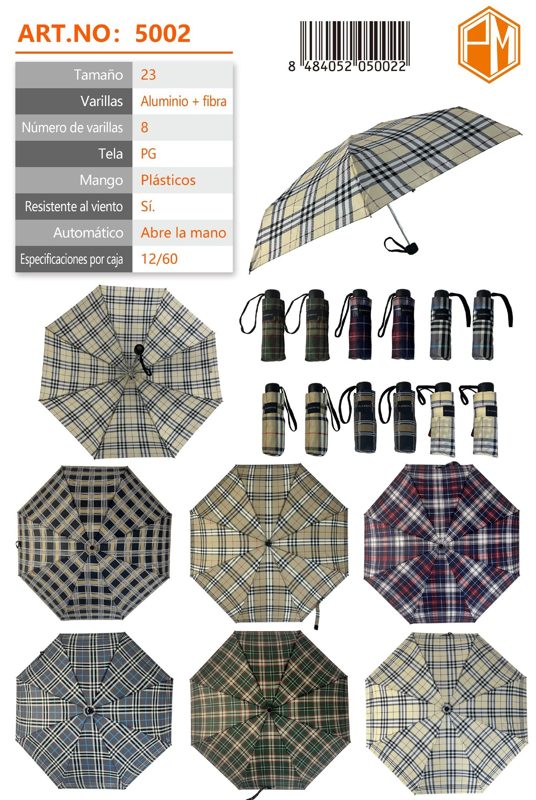 ART.NO: 5002
Tamaño 23
Varillas Aluminio + fibra
Número de varillas 8
Tela PG
Mango Plásticos
Resistente al viento Sí.
Automático Abre la mano
Especificaciones por caja 12/60
8 484052 050022
PM